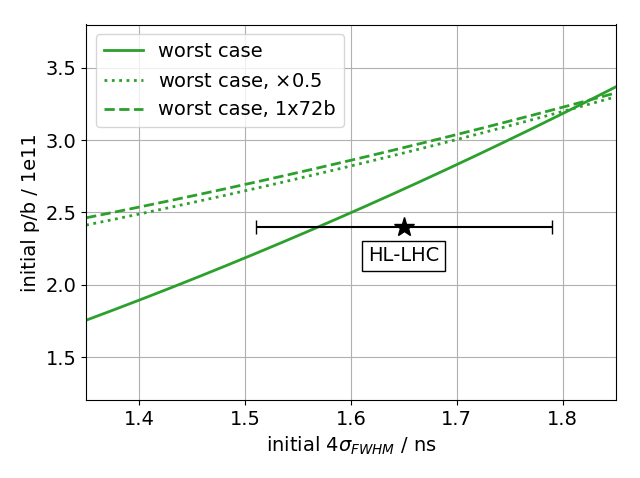 worst case
worst case, ×0.5
worst case, 1x72b
3.5
3.0
2.5
2.0
1.5
initial p/b / 1e11
HL-LHC
1.4 1.5 1.6 1.7 1.8
initial 4σFWHM / ns